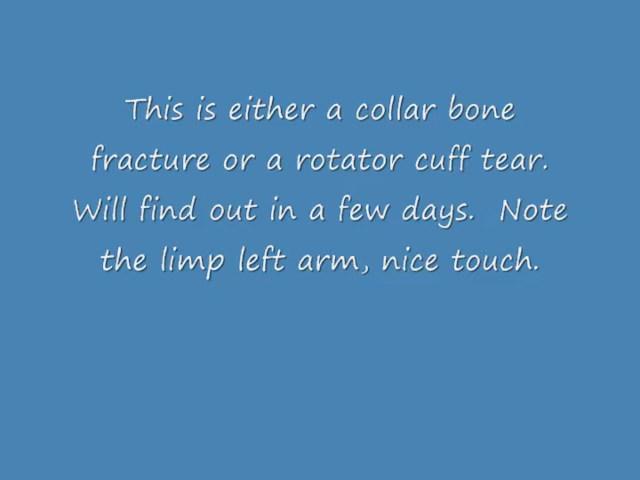 This is either a collar bone
fracture or a rotator cuff tear.
Will find out in a few days.  Note
the limp left arm, nice touch.